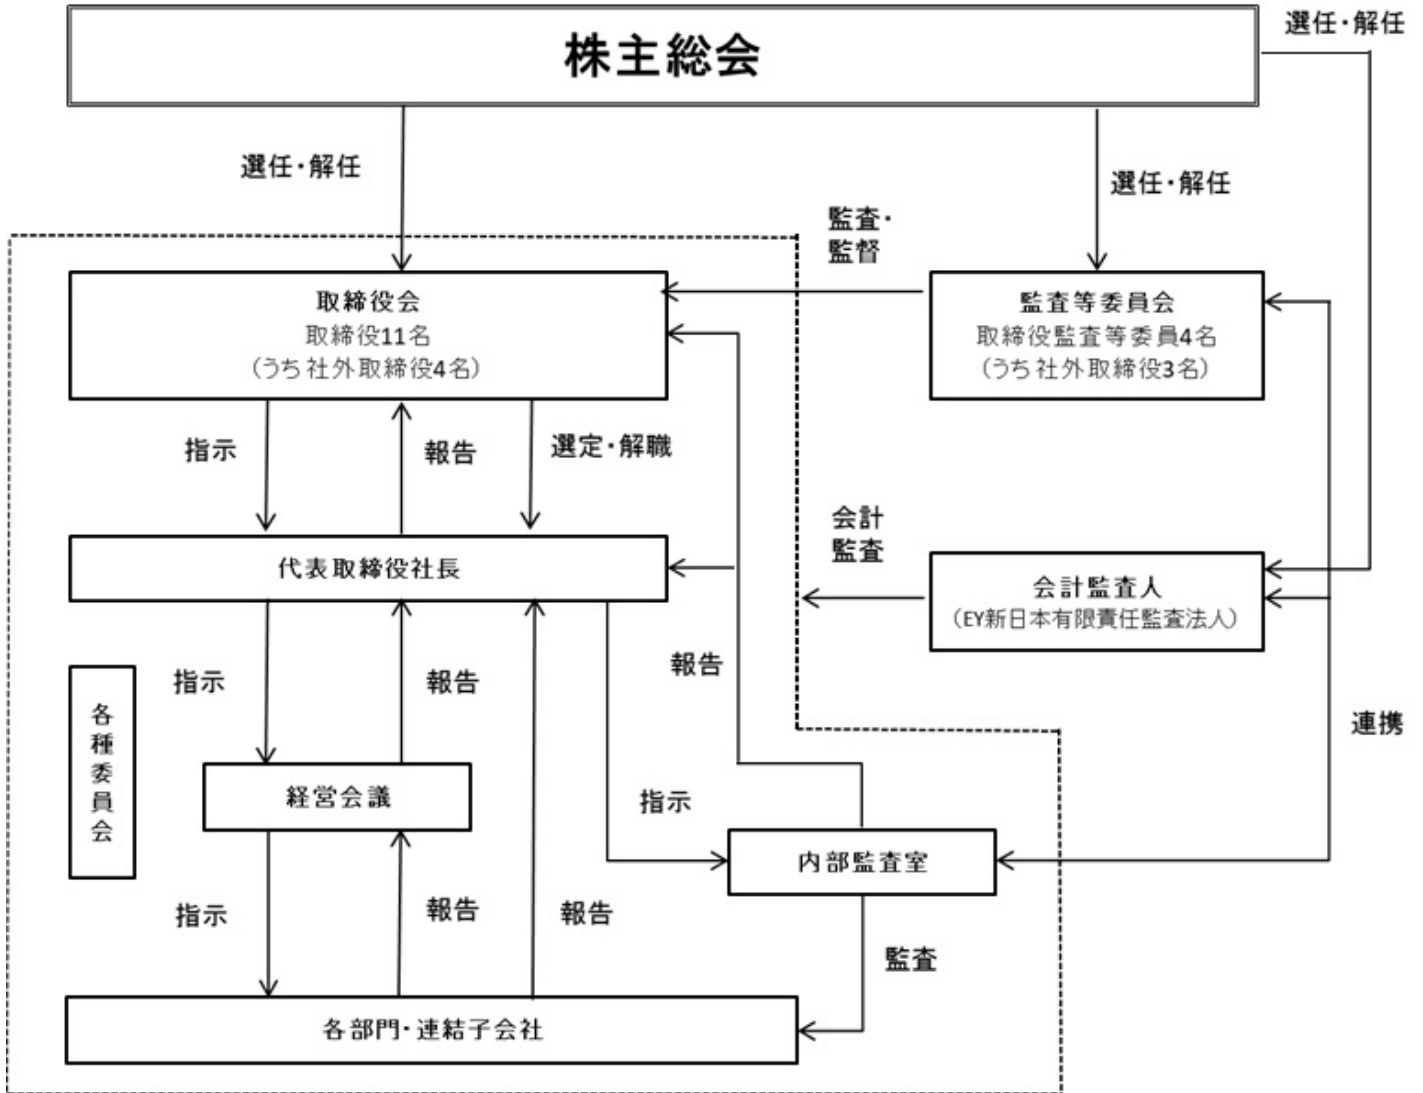 株主総会
選任・解任
選任・解任
選任・解任
監査・
監督
取締役会
取締役11名
(うち社外取締役4名)
監査等委員会
取締役監査等委員4名
(うち社外取締役3名)
指示
報告
選定・解職
会計
監査
代表取締役社長
会計監査人
(EY新日本有限責任監査法人)
指示
報告
報告
連携
各種委員会
経営会議
指示
内部監査室
指示
報告
報告
監査
各部門・連結子会社